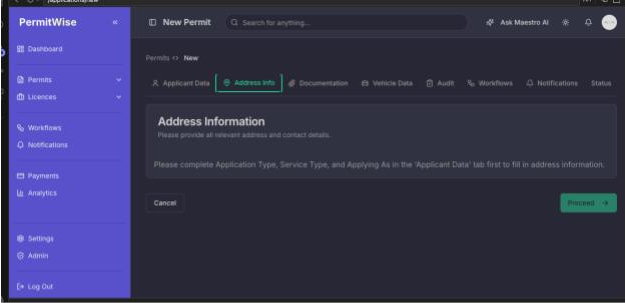 /applications/new
PermitWise «
New Permit
Search for anything...
Ask Maestro AI
Dashboard
Permits
Licences
Workflows
Notifications
Payments
Analytics
Settings
Admin
Log Out
Permits <> New
Applicant Data
Address Info
Documentation
Vehicle Data
Audit
Workflows
Notifications
Status
Address Information
Please provide all relevant address and contact details.
Please complete Application Type, Service Type, and Applying As in the 'Applicant Data' tab first to fill in address information.
Cancel
Proceed →